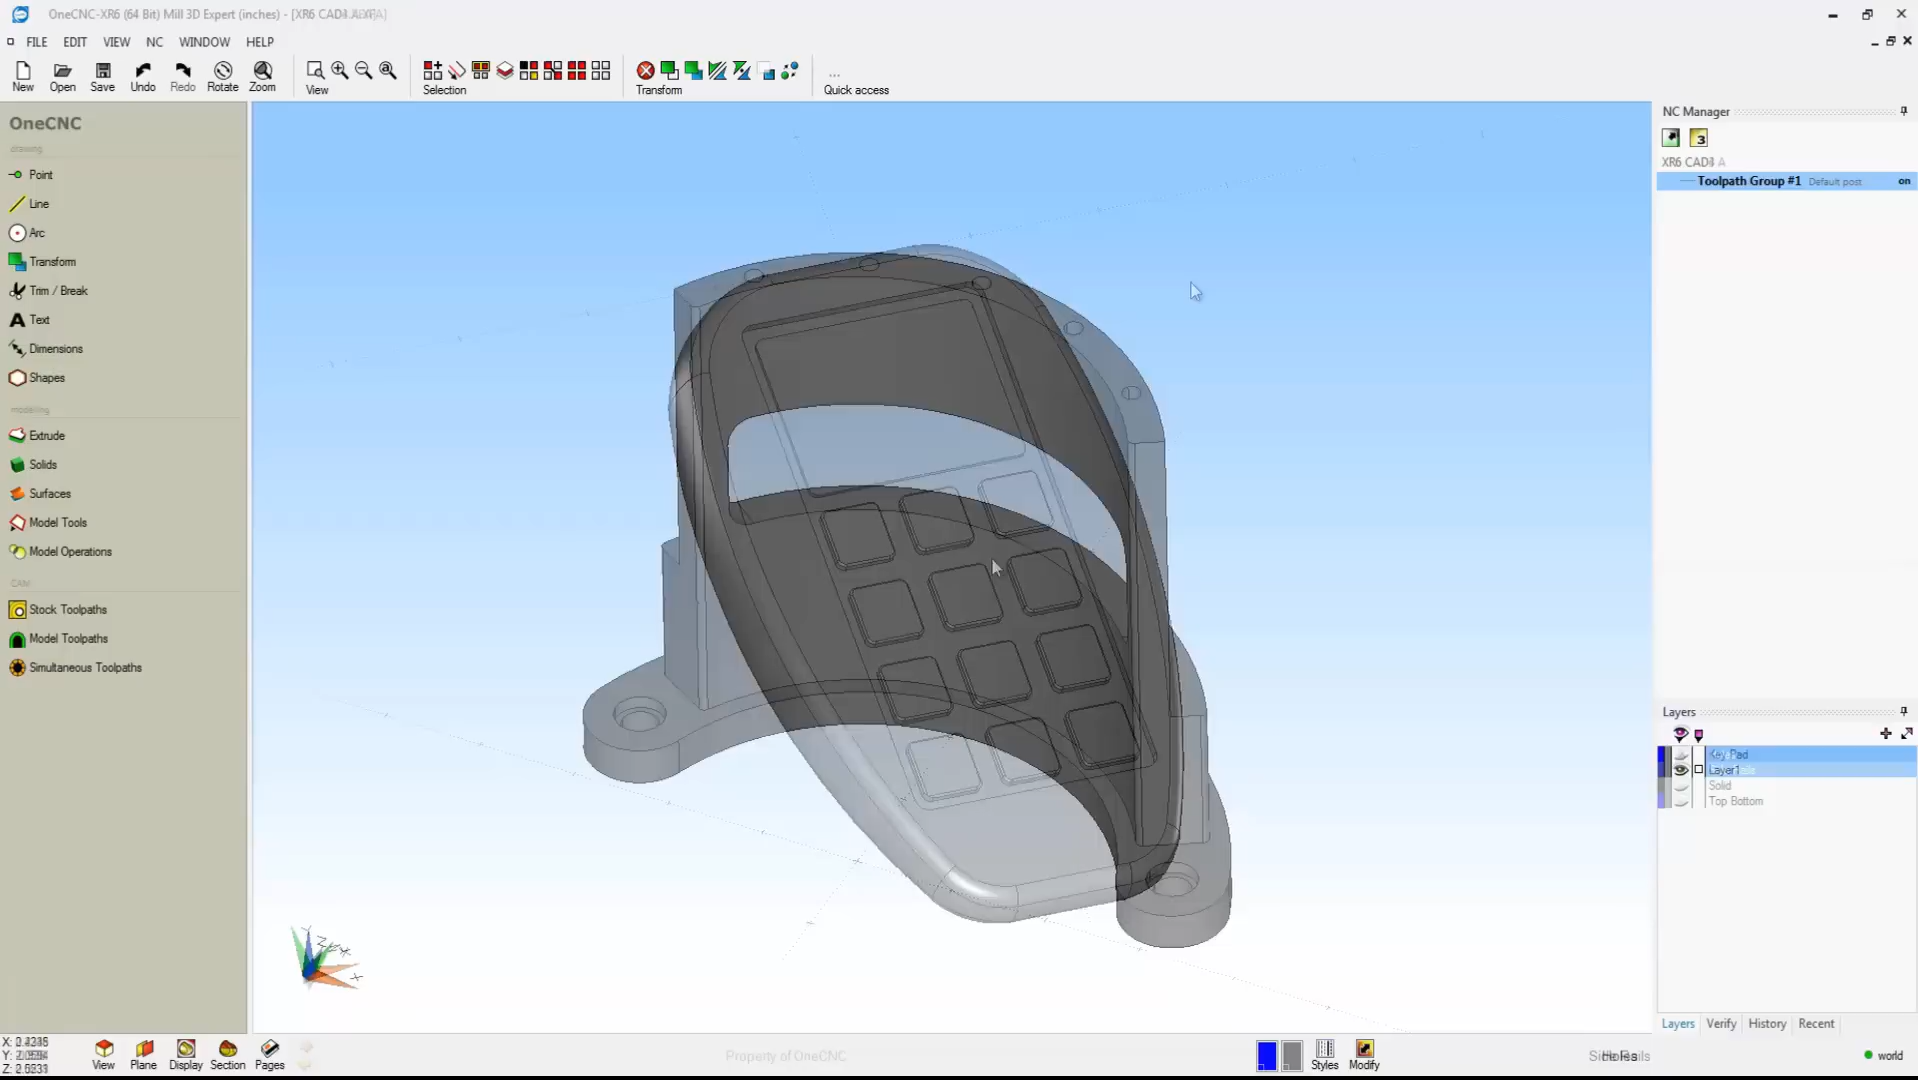 OneCNC-XR6 (64 Bit) Mill 3D Expert (inches) - [XR6 CAD
FILE EDIT VIEW NC WINDOW HELP
New Open Save Undo Redo Rotate Zoom View Selection Transform Quick access
OneCNC
drawing
Point
Line
Arc
Transform
Trim / Break
Text
Dimensions
Shapes
modelling
Extrude
Solids
Surfaces
Model Tools
Model Operations
CAM
Stock Toolpaths
Model Toolpaths
Simultaneous Toolpaths
NC Manager
3
XR6
Toolpath Group #1 Default post on
Layers
Key Pad
Layer1
Solid
Top Bottom
Layers Verify History Recent
X:
Y:
Z:
View Plane Display Section Pages
Property of OneCNC
Styles Modify
world